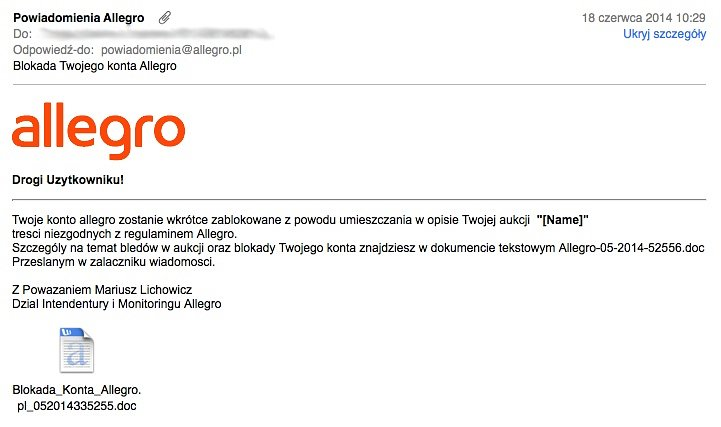 Powiadomienia Allegro
18 czerwca 2014 10:29
Do:
Ukryj szczegóły
Odpowiedź-do: powiadomienia@allegro.pl
Blokada Twojego konta Allegro
allegro
Drogi Uzytkowniku!
Twoje konto allegro zostanie wkrótce zablokowane z powodu umieszczania w opisie Twojej aukcji "[Name]"
tresci niezgodnych z regulaminem Allegro.
Szczególy na temat bledów w aukcji oraz blokady Twojego konta znajdziesz w dokumencie tekstowym Allegro-05-2014-52556.doc
Przeslanym w zalaczniku wiadomosci.
Z Powazaniem Mariusz Lichowicz
Dzial Intendentury i Monitoringu Allegro
Blokada_Konta_Allegro.
pl_052014335255.doc